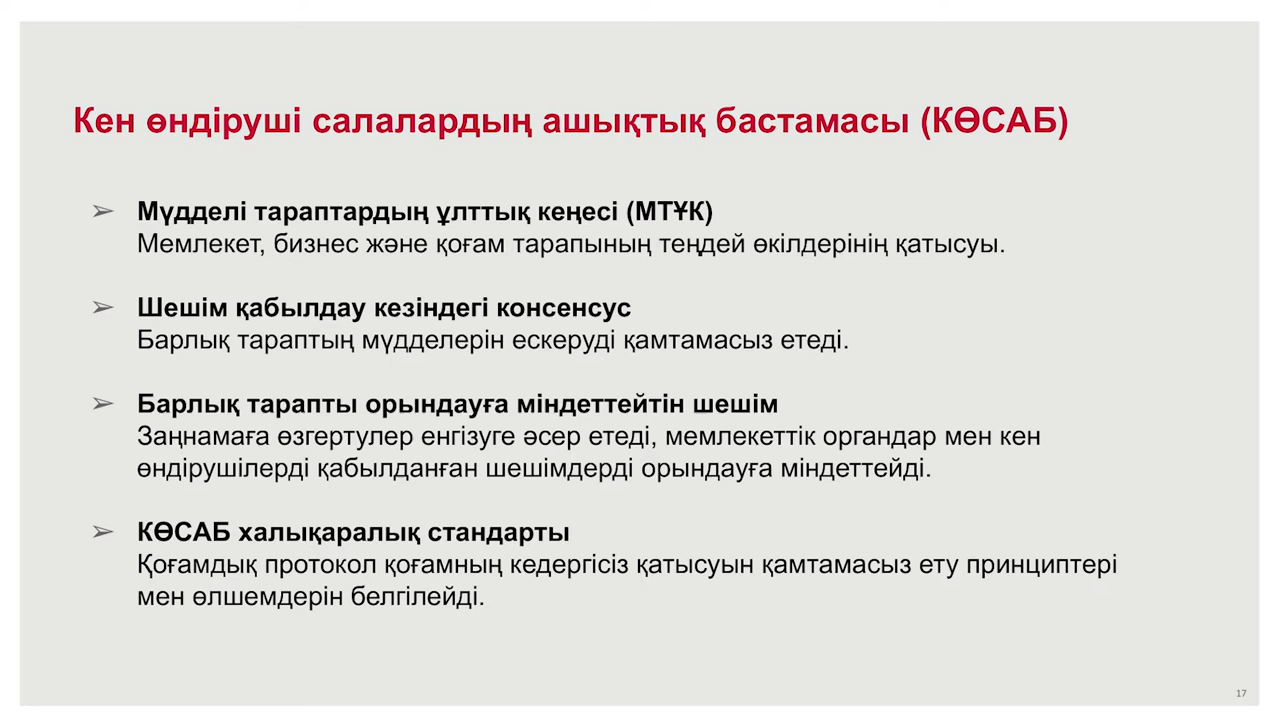 Кен өндіруші салалардың ашықтық бастамасы (КӨСАБ)
➢ Мүдделі тараптардың ұлттық кеңесі (МТҰК)
Мемлекет, бизнес және қоғам тарапының теңдей өкілдерінің қатысуы.
➢ Шешім қабылдау кезіндегі консенсус
Барлық тараптың мүдделерін ескеруді қамтамасыз етеді.
➢ Барлық тарапты орындауға міндеттейтін шешім
Заңнамаға өзгертулер енгізуге әсер етеді, мемлекеттік органдар мен кен
өндірушілерді қабылданған шешімдерді орындауға міндеттейді.
➢ КӨСАБ халықаралық стандарты
Қоғамдық протокол қоғамның кедергісіз қатысуын қамтамасыз ету принциптері
мен өлшемдерін белгілейді.
17